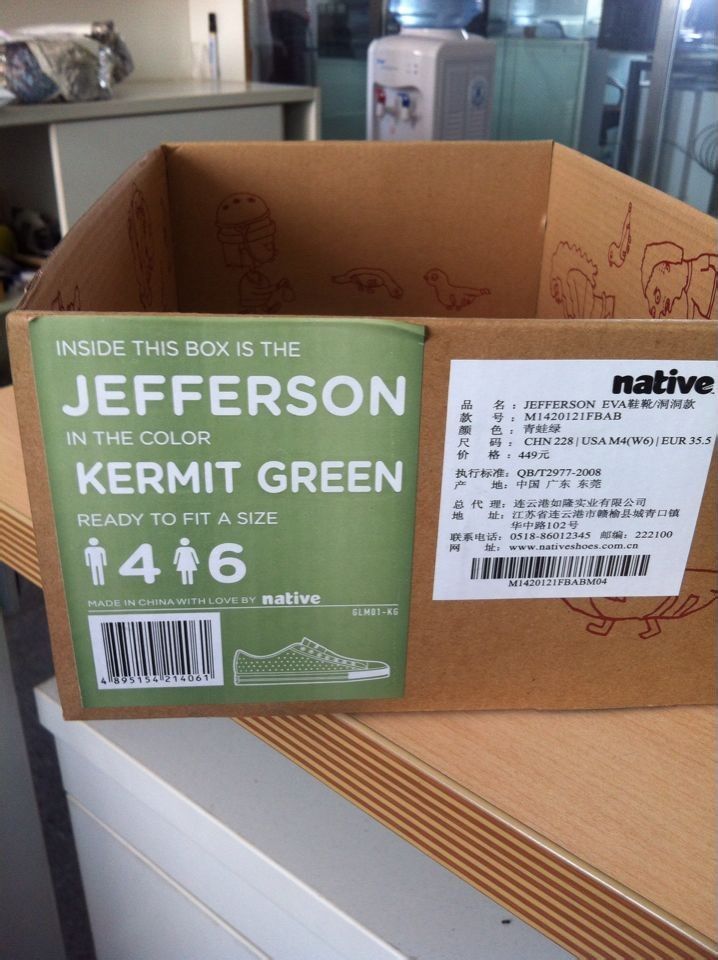 INSIDE THIS BOX IS THE
JEFFERSON
IN THE COLOR
KERMIT GREEN
READY TO FIT A SIZE
4 6
MADE IN CHINA WITH LOVE BY native
GLM01-KG
4 895154 214061
native
品 名：JEFFERSON EVA鞋靴/洞洞款
款 号：M1420121FBAB
颜 色：青蛙绿
尺 码：CHN 228 | USA M4(W6) | EUR 35.5
价 格：449元
执行标准：QB/T2977-2008
产 地：中国 广东 东莞
总 代 理：连云港如隆实业有限公司
地 址：江苏省连云港市赣榆县城青口镇
华中路102号
联系电话：0518-86012345 邮编：222100
网 址：www.nativeshoes.com.cn
M1420121FBABM04